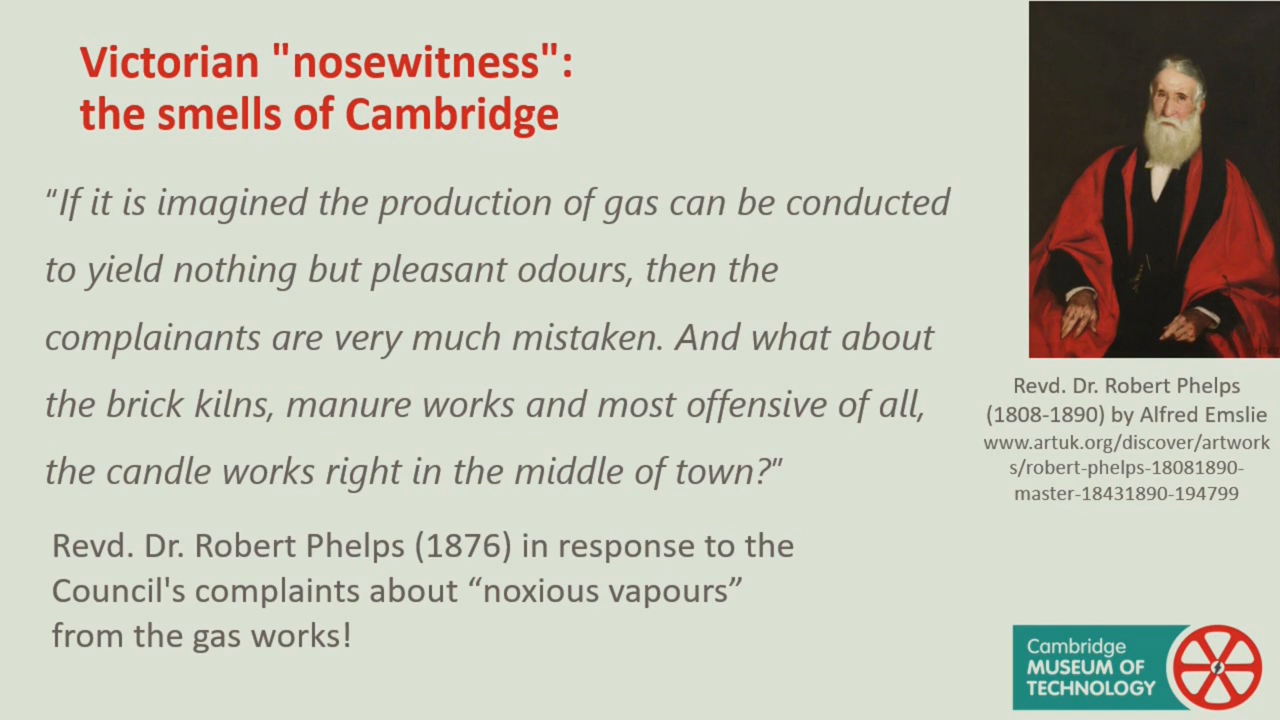 Victorian "nosewitness":
the smells of Cambridge
“If it is imagined the production of gas can be conducted
to yield nothing but pleasant odours, then the
complainants are very much mistaken. And what about
the brick kilns, manure works and most offensive of all,
the candle works right in the middle of town?”
Revd. Dr. Robert Phelps (1876) in response to the
Council's complaints about “noxious vapours”
from the gas works!
Revd. Dr. Robert Phelps
(1808-1890) by Alfred Emslie
www.artuk.org/discover/artwork
s/robert-phelps-18081890-
master-18431890-194799
Cambridge
MUSEUM OF
TECHNOLOGY